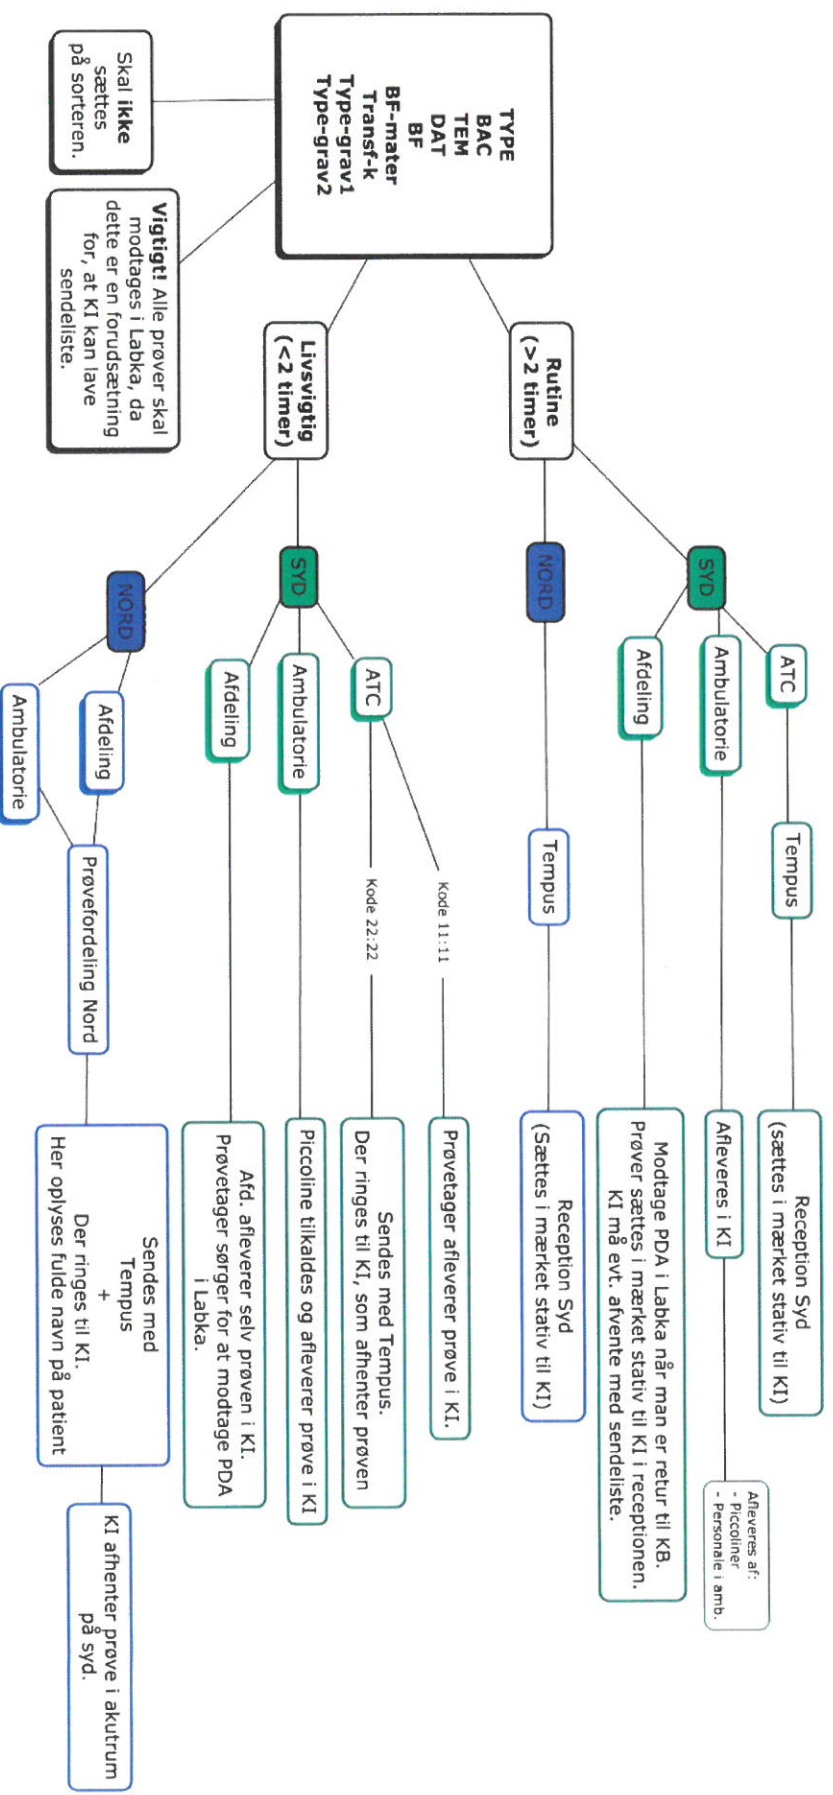 TYPE
BAC
TEM
DAT
BF
BF-mater
Transf-k
Type-grav1
Type-grav2
Skal ikke
sættes
på sorteren.
Vigtigt! Alle prøver skal
modtages i Labka, da
dette er en forudsætning
for, at KI kan lave
sendeliste.
Rutine
(>2 timer)
SYD
ATC
Tempus
Reception Syd
(sættes i mærket stativ til KI)
Ambulatorie
Afleveres i KI
Afleveres af:
- Piccoliner
- Personale i amb.
Afdeling
Modtage PDA i Labka når man er retur til KB.
Prøver sættes i mærket stativ til KI i receptionen.
KI må evt. afvente med sendeliste.
NORD
Tempus
Reception Syd
(Sættes i mærket stativ til KI)
Livsvigtig
(<2 timer)
SYD
ATC
Kode 11:11
Prøvetager afleverer prøve i KI.
Kode 22:22
Sendes med Tempus.
Der ringes til KI, som afhenter prøven
Ambulatorie
Piccoline tilkaldes og afleverer prøve i KI
Afdeling
Afd. afleverer selv prøven i KI.
Prøvetager sørger for at modtage PDA
i Labka.
NORD
Afdeling
Ambulatorie
Prøvefordeling Nord
Sendes med
Tempus
+
Der ringes til KI.
Her oplyses fulde navn på patient
KI afhenter prøve i akutrum
på syd.